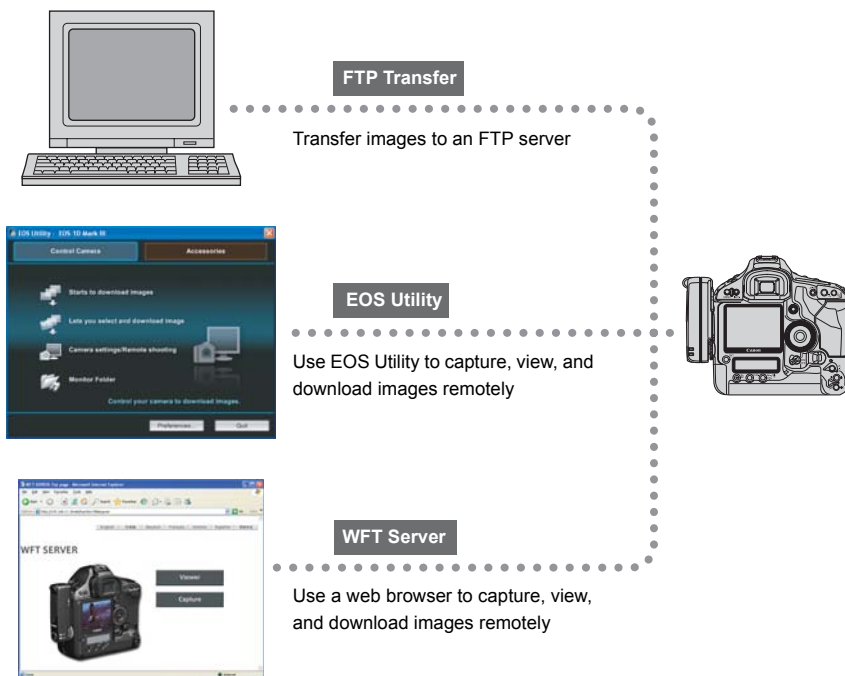 FTP Transfer
Transfer images to an FTP server
EOS Utility - EOS 1D Mark III
Control Camera
Accessories
Starts to download images
Lets you select and download image
Camera settings/Remote shooting
Monitor Folder
Control your camera to download images.
Preferences
Quit
EOS Utility
Use EOS Utility to capture, view, and
download images remotely
Canon
WFT SERVER
Viewer
Capture
WFT Server
Use a web browser to capture, view,
and download images remotely